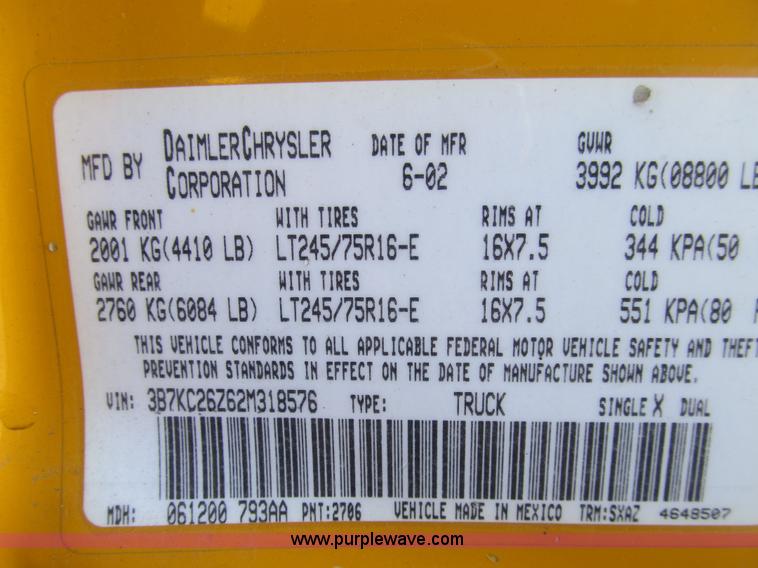 MFD BY DAIMLERCHRYSLER CORPORATION DATE OF MFR 6-02 GVWR 3992 KG(08800 LB
GAWR FRONT WITH TIRES RIMS AT COLD
2001 KG(4410 LB) LT245/75R16-E 16X7.5 344 KPA(50
GAWR REAR WITH TIRES RIMS AT COLD
2760 KG(6084 LB) LT245/75R16-E 16X7.5 551 KPA(80
THIS VEHICLE CONFORMS TO ALL APPLICABLE FEDERAL MOTOR VEHICLE SAFETY AND THEFT
PREVENTION STANDARDS IN EFFECT ON THE DATE OF MANUFACTURE SHOWN ABOVE.
VIN: 3B7KC26Z62M318576 TYPE: TRUCK SINGLE X DUAL
MDH: 061200 793AA PNT:2706 VEHICLE MADE IN MEXICO TRM:SXAZ 4648507
www.purplewave.com